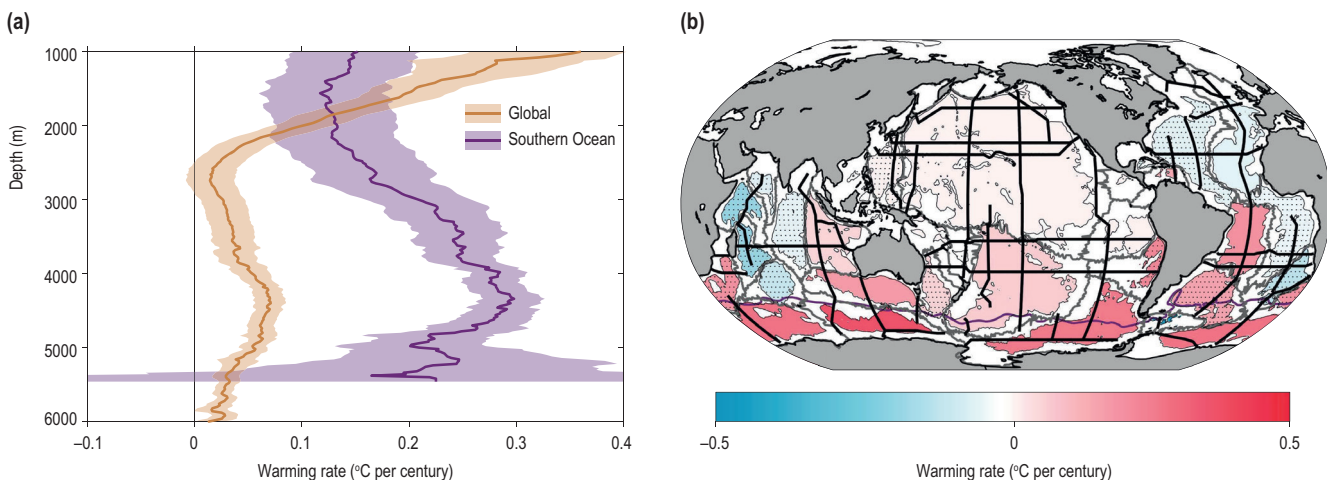 (a)
1000
2000
3000
4000
5000
6000
Depth (m)
Global
Southern Ocean
–0.1
0
0.1
0.2
0.3
0.4
Warming rate (°C per century)
(b)
–0.5
0
0.5
Warming rate (°C per century)